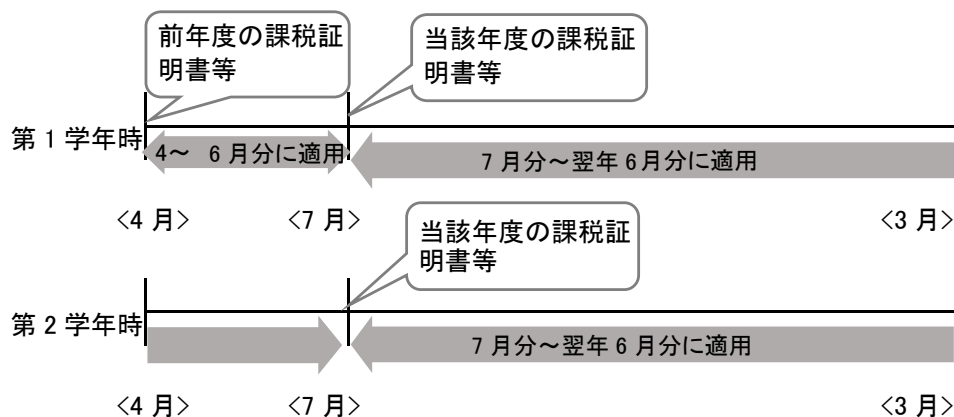 前年度の課税証
明書等
当該年度の課税証
明書等
第1学年時
4～ 6月分に適用
7月分～翌年6月分に適用
<4月>
<7月>
<3月>
当該年度の課税証
明書等
第2学年時
7月分～翌年6月分に適用
<4月>
<7月>
<3月>